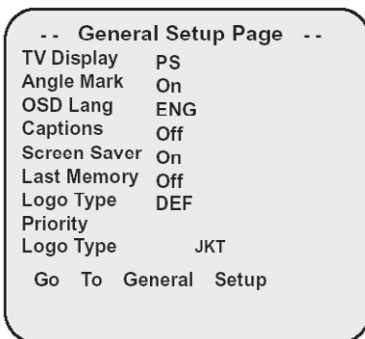 -- General Setup Page --
TV Display PS
Angle Mark On
OSD Lang ENG
Captions Off
Screen Saver On
Last Memory Off
Logo Type DEF
Priority
Logo Type JKT
Go To General Setup